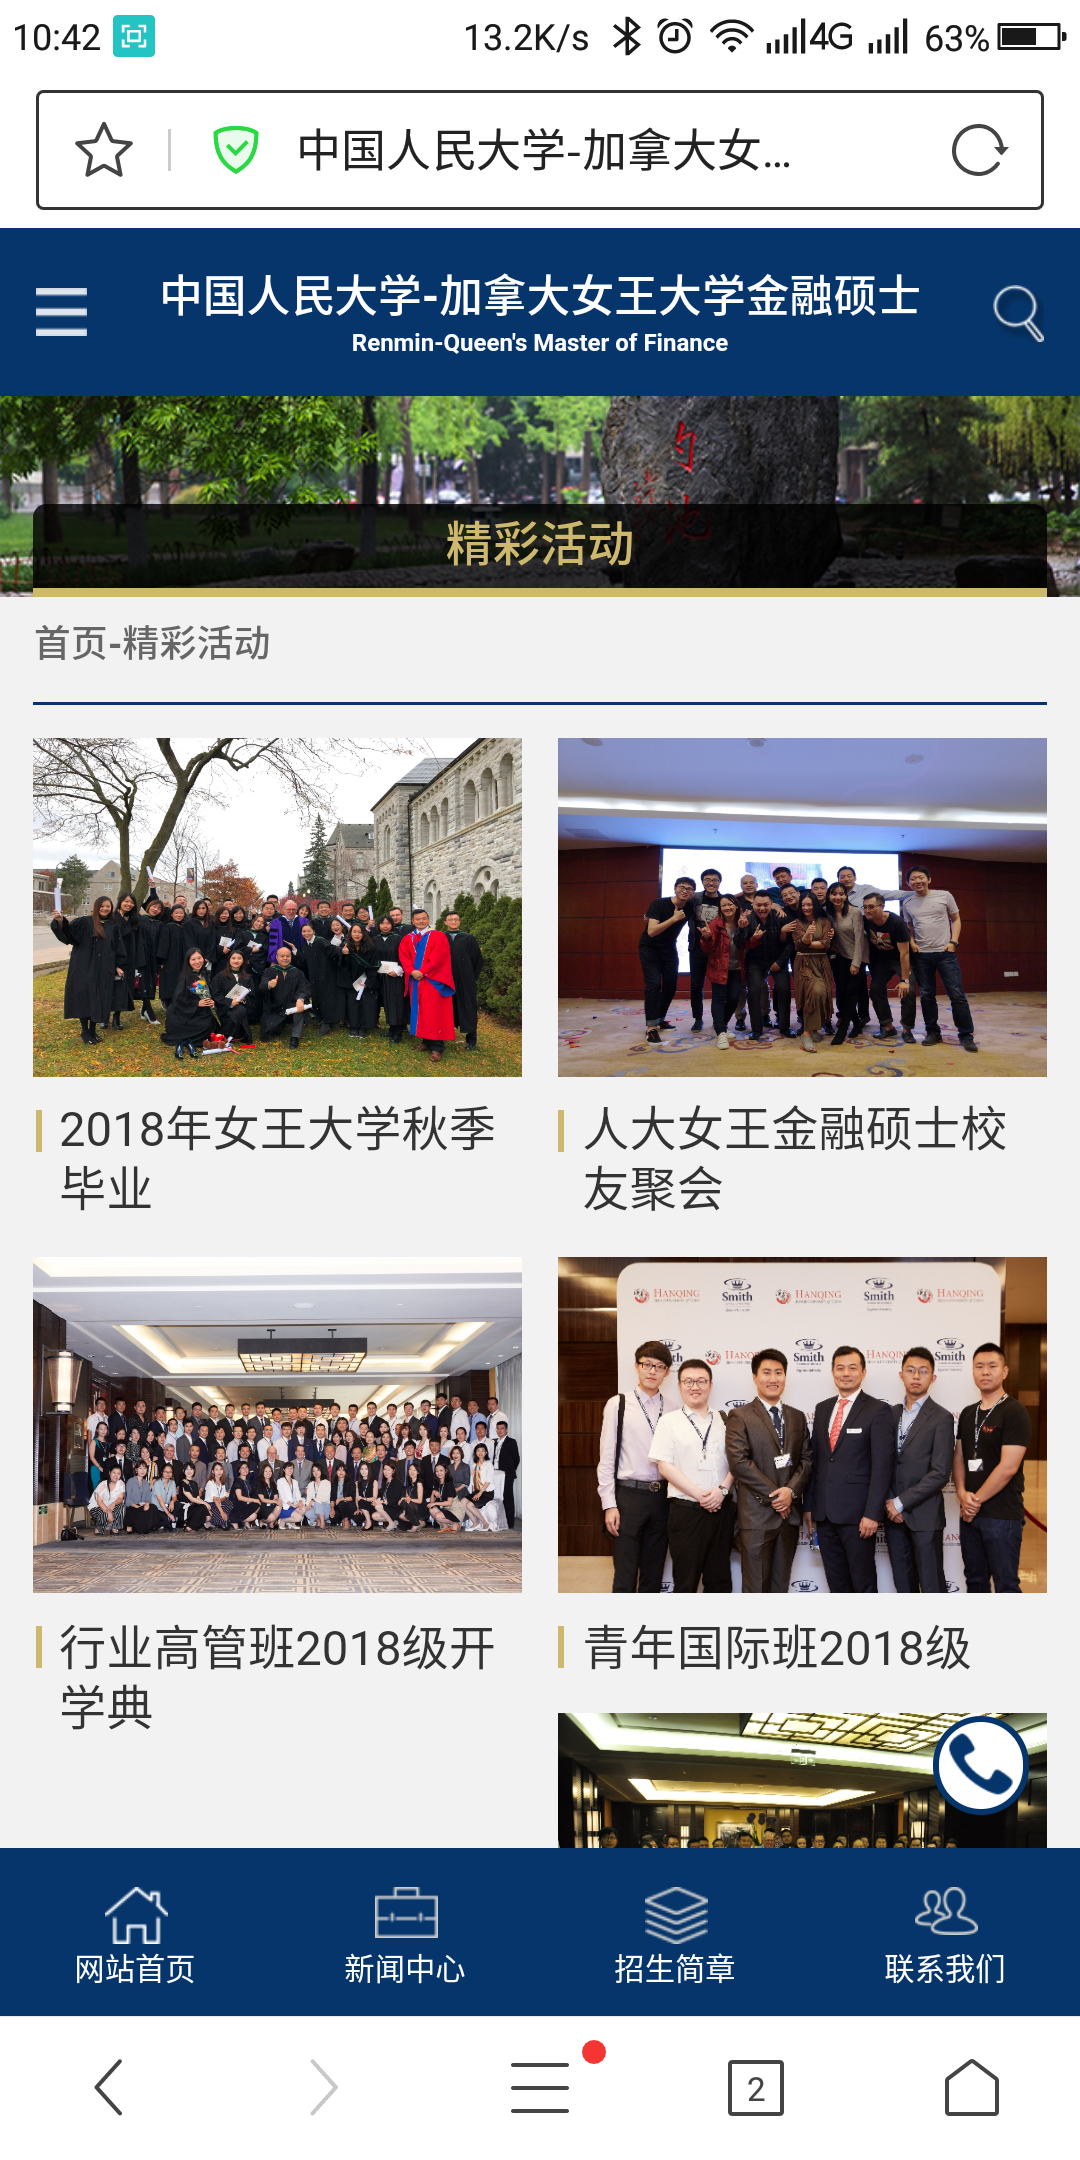 10:42
13.2K/s
4G
63%
中国人民大学-加拿大女...
中国人民大学-加拿大女王大学金融硕士
Renmin-Queen's Master of Finance
精彩活动
首页-精彩活动
2018年女王大学秋季
毕业
人大女王金融硕士校
友聚会
HANQING
Smith
HANQING
Smith
HANQING
Smith
HANQING
Smith
行业高管班2018级开
学典
青年国际班2018级
网站首页
新闻中心
招生简章
联系我们
2